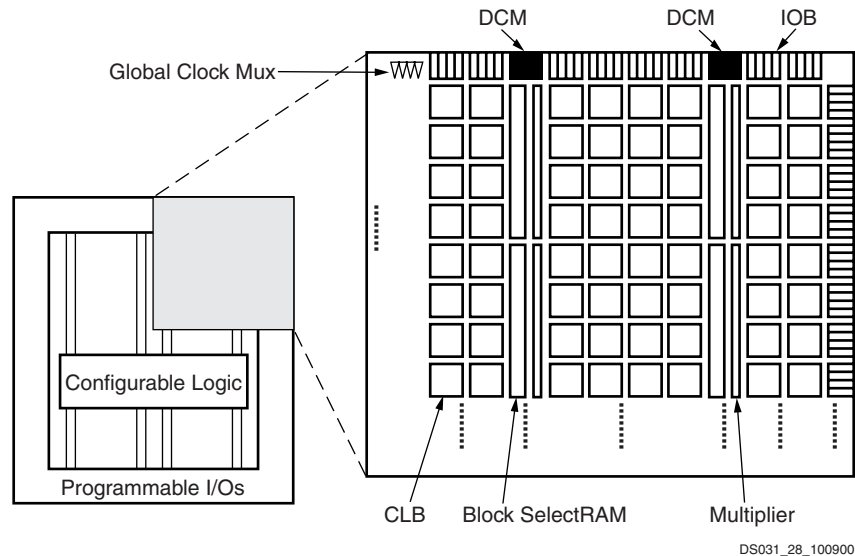 DCM
DCM
IOB
Global Clock Mux
Configurable Logic
Programmable I/Os
CLB
Block SelectRAM
Multiplier
DS031_28_100900